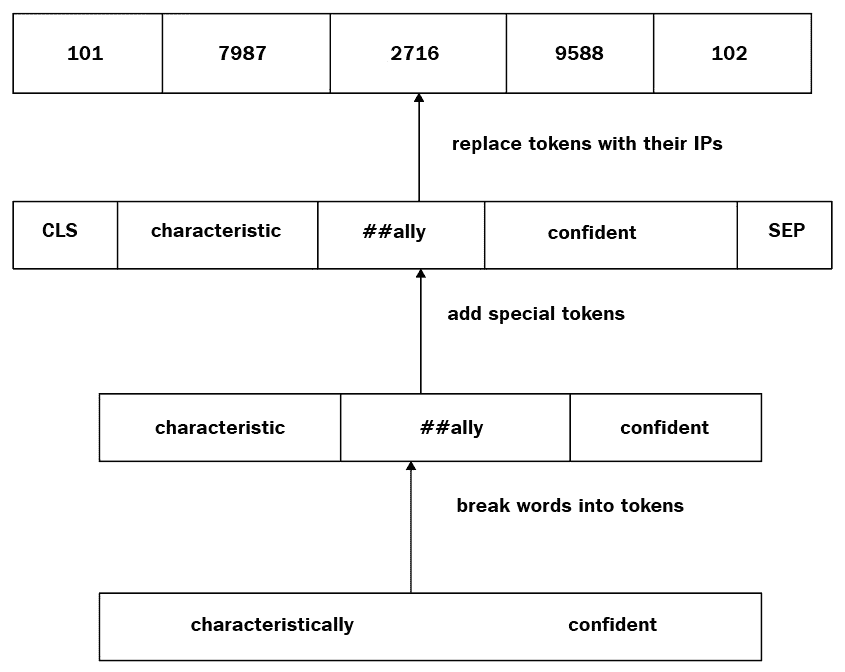 101 7987 2716 9588 102
replace tokens with their IPs
CLS characteristic ##ally confident SEP
add special tokens
characteristic ##ally confident
break words into tokens
characteristically confident